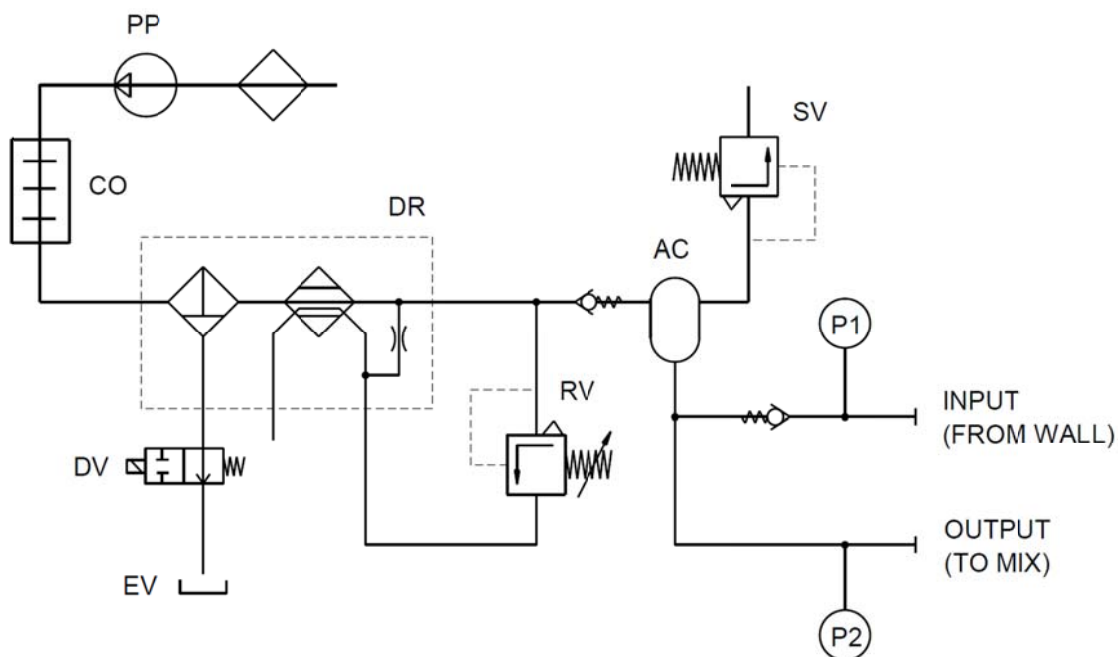 PP
SV
CO
DR
AC
P1
RV
INPUT
(FROM WALL)
DV
OUTPUT
(TO MIX)
EV
P2